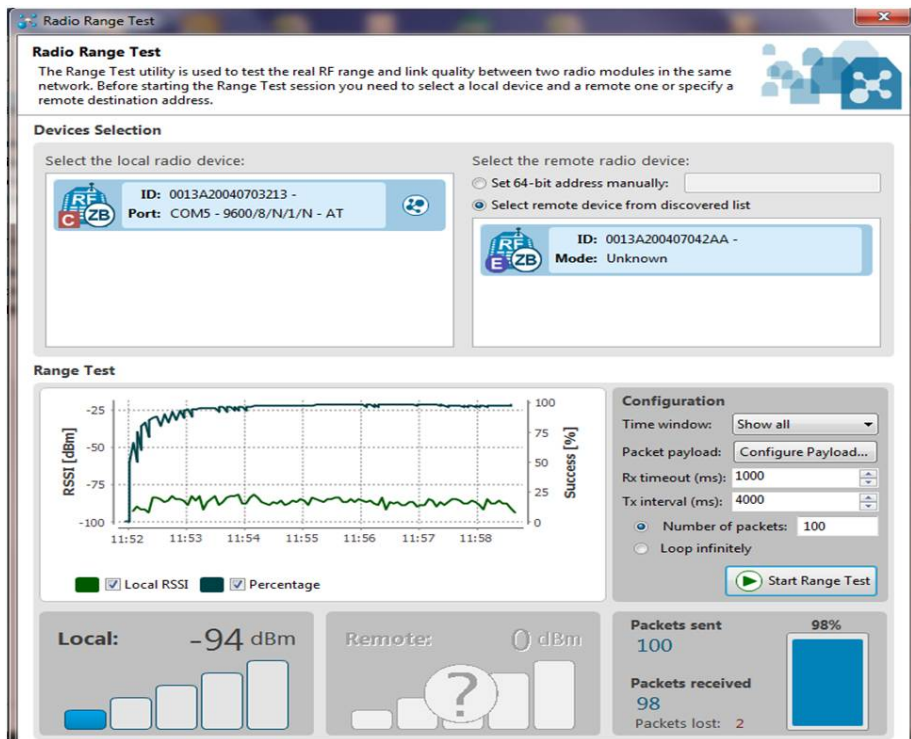 Radio Range Test
Radio Range Test
The Range Test utility is used to test the real RF range and link quality between two radio modules in the same
network. Before starting the Range Test session you need to select a local device and a remote one or specify a
remote destination address.
Devices Selection
Select the local radio device:
RF C ZB
ID: 0013A20040703213 -
Port: COM5 - 9600/8/N/1/N - AT
Select the remote radio device:
Set 64-bit address manually:
Select remote device from discovered list
RF E ZB
ID: 0013A200407042AA -
Mode: Unknown
Range Test
RSSI [dBm]
-25
-50
-75
-100
11:52 11:53 11:54 11:55 11:56 11:57 11:58
100
75
50
25
0
Success [%]
Local RSSI Percentage
Configuration
Time window: Show all
Packet payload: Configure Payload...
Rx timeout (ms): 1000
Tx interval (ms): 4000
Number of packets: 100
Loop infinitely
Start Range Test
Local: -94 dBm
Remote: 0 dBm
?
Packets sent
100
98%
Packets received
98
Packets lost: 2